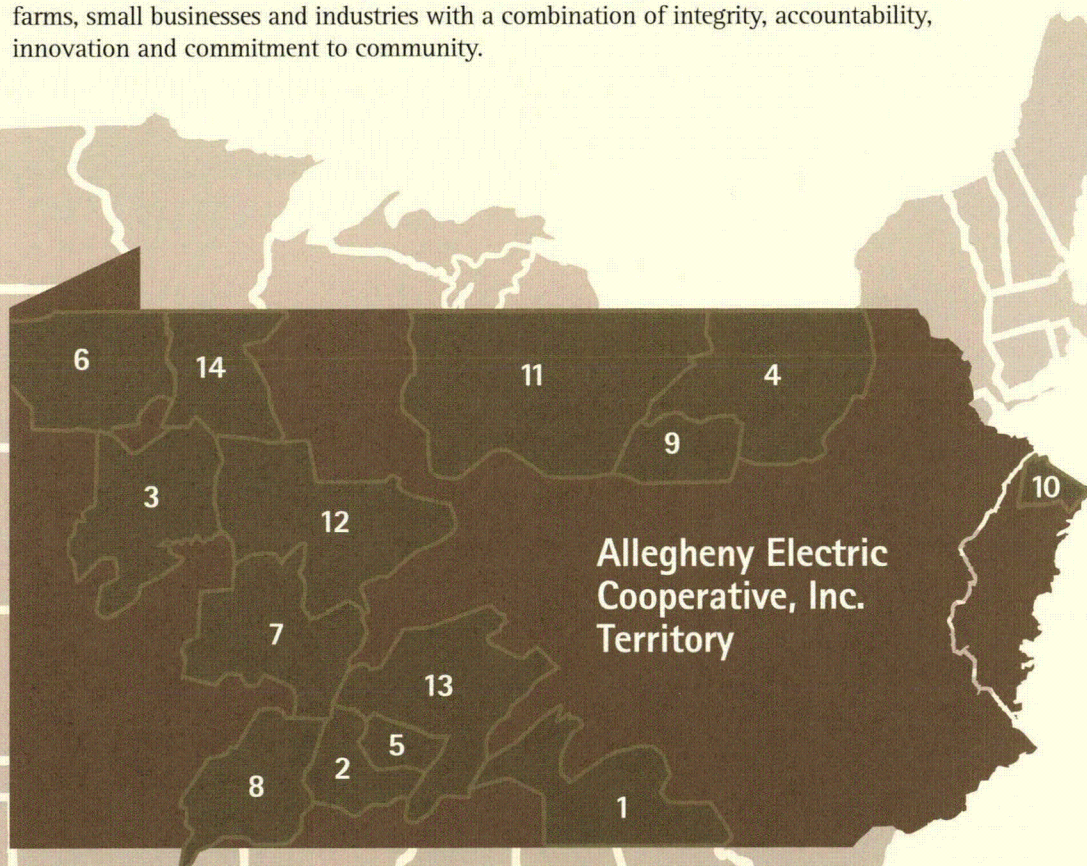 farms, small businesses and industries with a combination of integrity, accountability,
innovation and commitment to community.
6
14
11
4
9
10
3
12
Allegheny Electric
Cooperative, Inc.
Territory
7
13
5
2
8
1